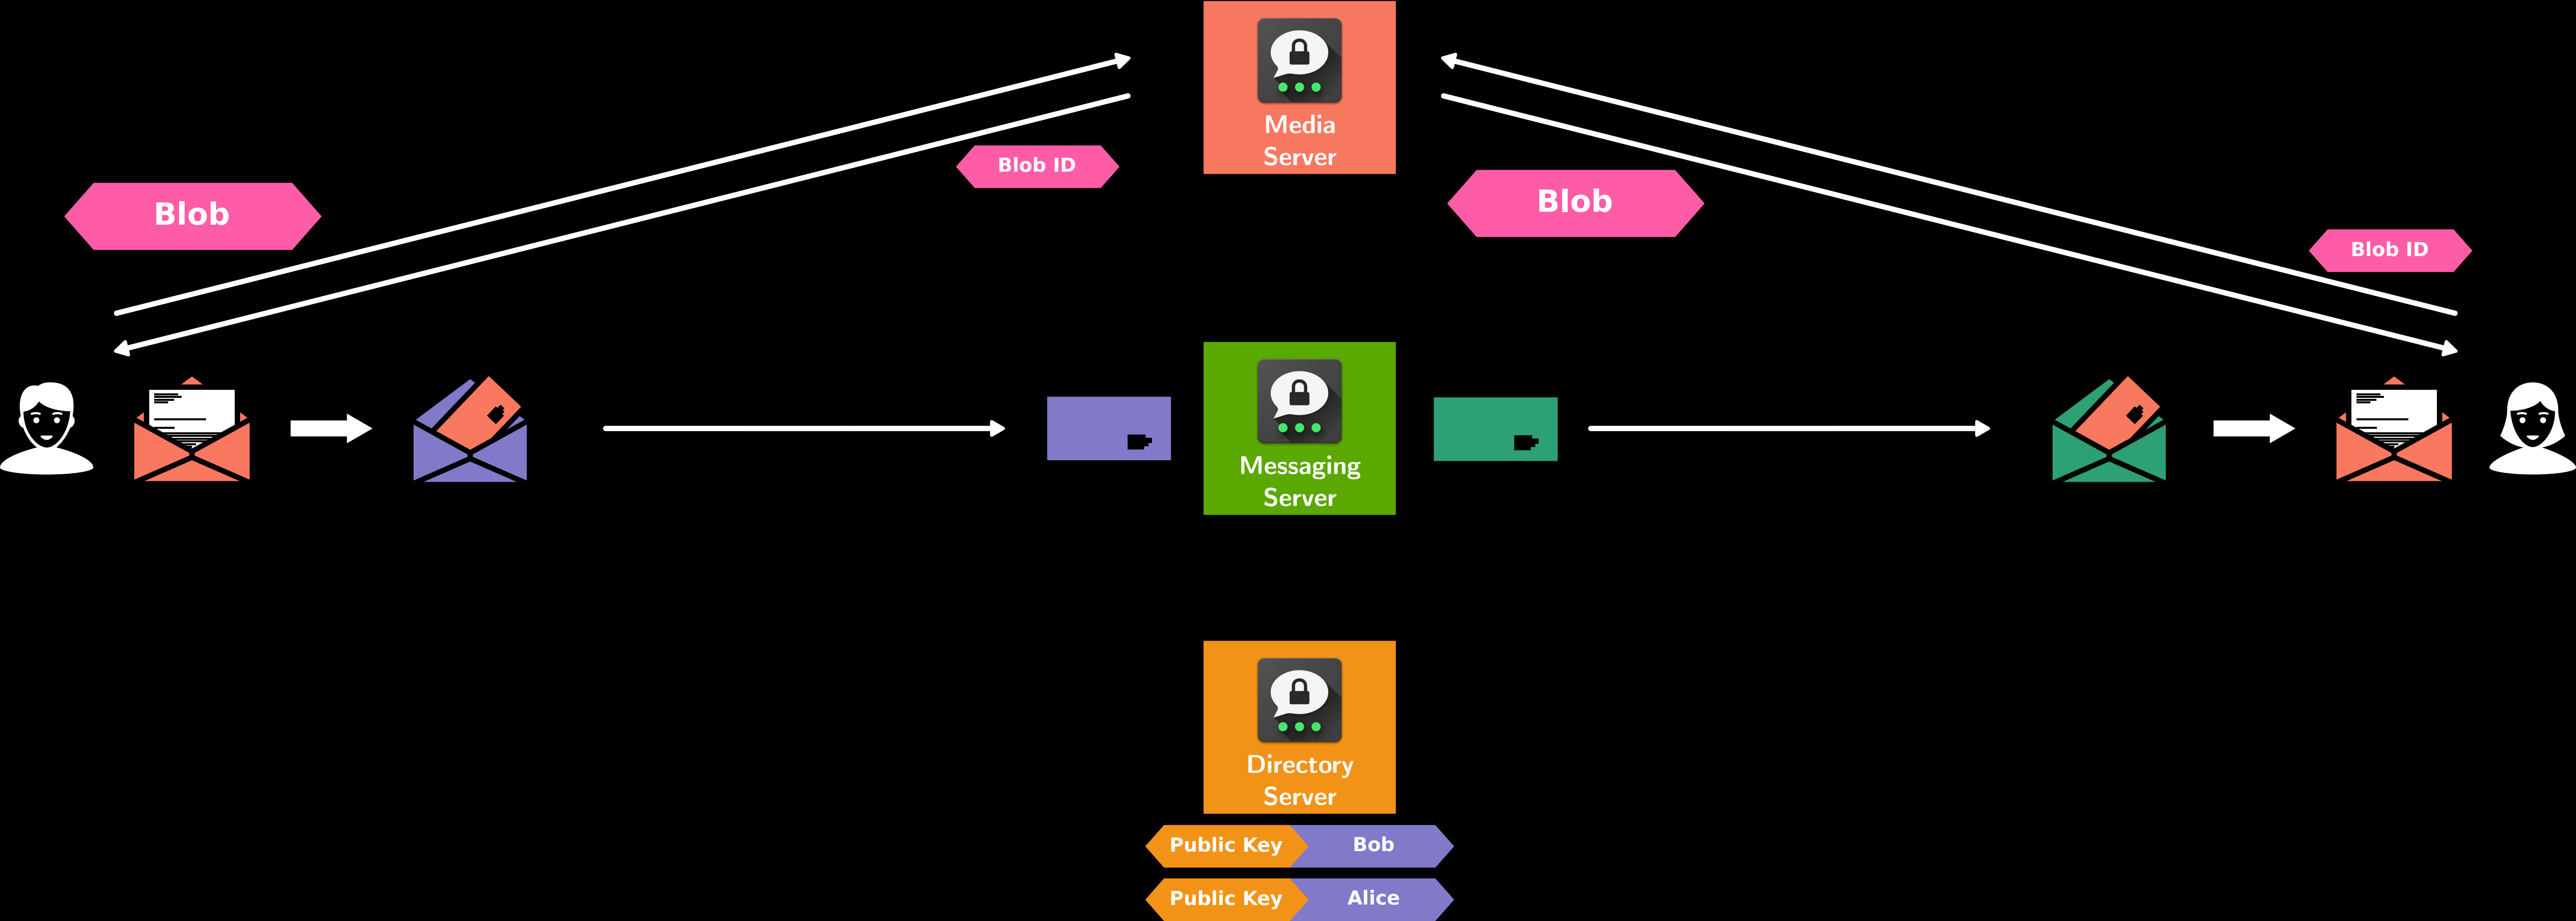 Media
Server
Blob ID
Blob
Blob
Blob ID
Messaging
Server
Directory
Server
Public Key Bob
Public Key Alice